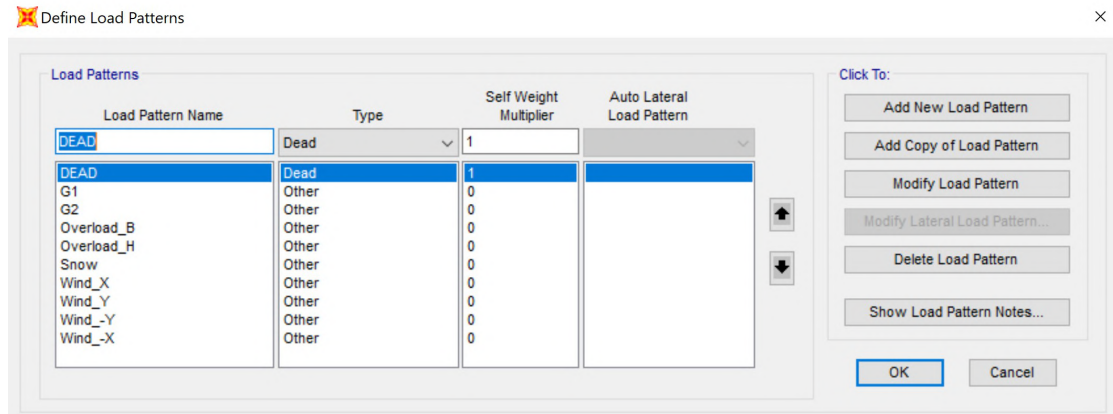 Define Load Patterns
Load Patterns
Click To:
Load Pattern Name Type Self Weight Multiplier Auto Lateral Load Pattern
DEAD Dead 1
DEAD Dead 1
G1 Other 0
G2 Other 0
Overload_B Other 0
Overload_H Other 0
Snow Other 0
Wind_X Other 0
Wind_Y Other 0
Wind_-Y Other 0
Wind_-X Other 0
Add New Load Pattern
Add Copy of Load Pattern
Modify Load Pattern
Modify Lateral Load Pattern...
Delete Load Pattern
Show Load Pattern Notes...
OK Cancel